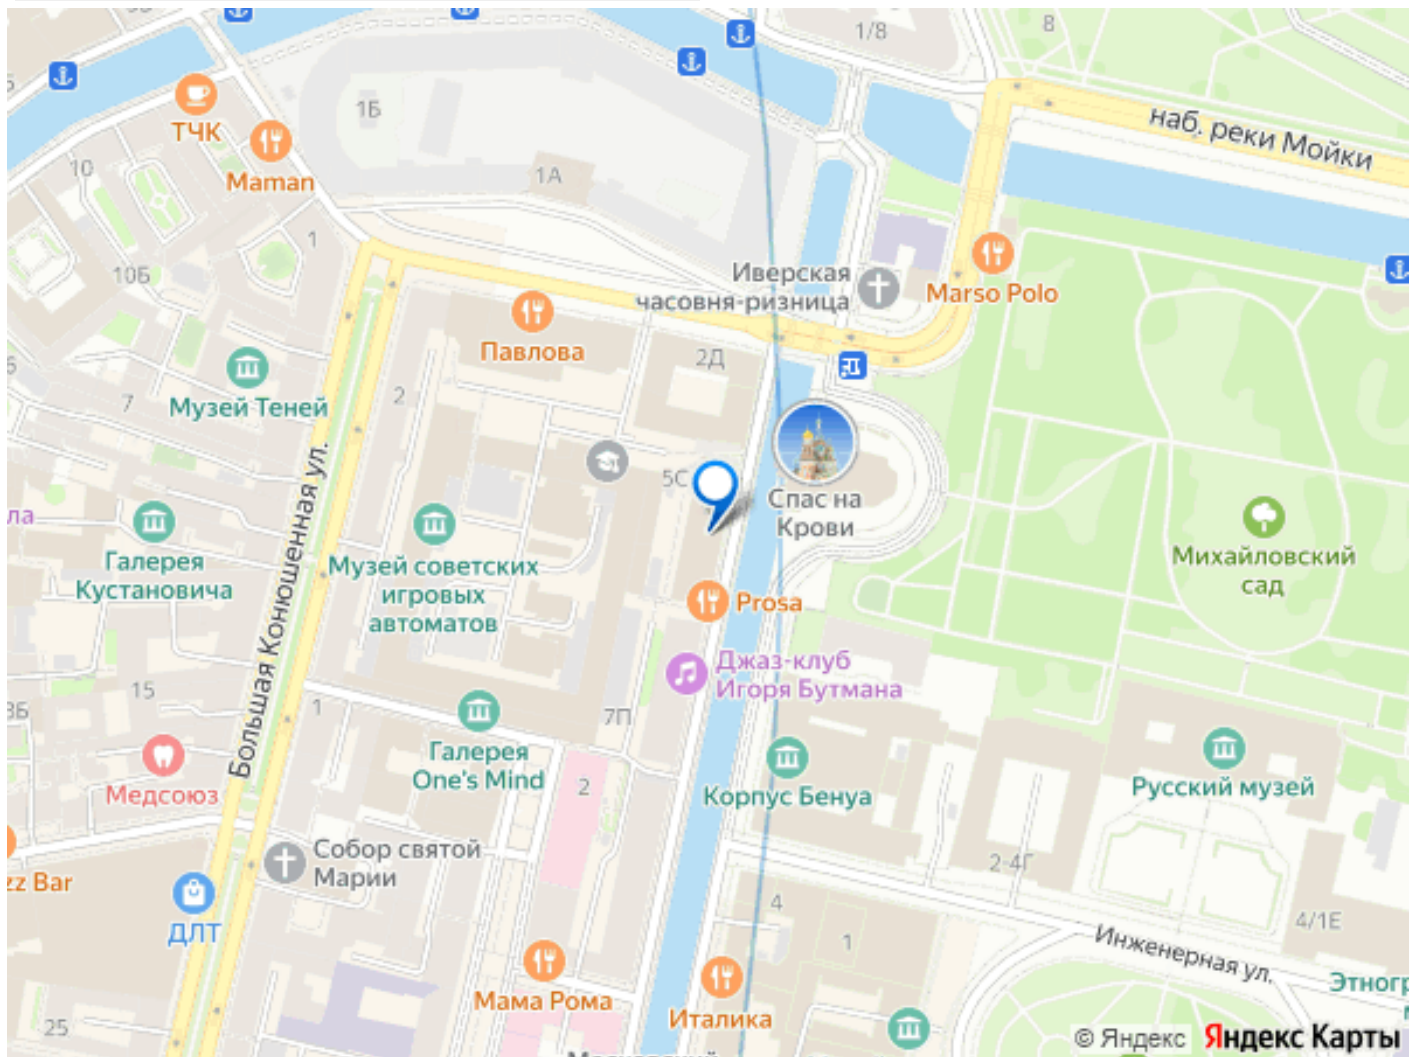 1/8
8
1Б
ТЧК
наб. реки Мойки
Maman
10
1А
1
Иверская
часовня-ризница
Marso Polo
10Б
Павлова
2Д
Музей Теней
7
2
5С
Спас на
Крови
Большая Конюшенная ул.
ла
Галерея
Кустановича
Музей советских
игровых
автоматов
Михайловский
сад
Prosa
Джаз-клуб
Игоря Бутмана
15
1
7П
Галерея
One's Mind
2
Медсоюз
Корпус Бенуа
Русский музей
Собор святой
Марии
2-4Г
zz Bar
4
4/1Е
ДЛТ
1
Инженерная ул.
Мама Рома
Италика
Этногр
25
© Яндекс Яндекс Карты